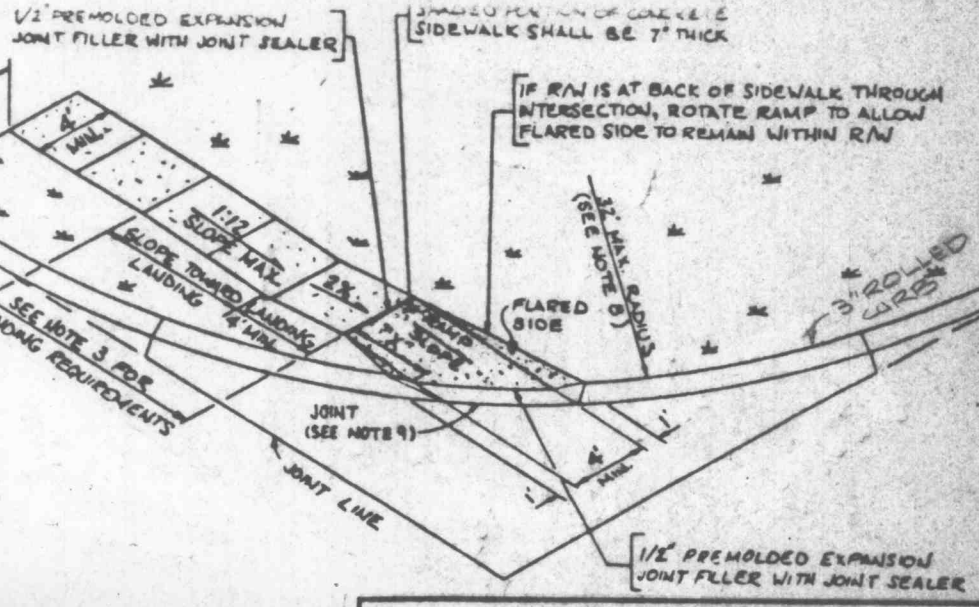 1/2" PREMOLDED EXPANSION
JOINT FILLER WITH JOINT SEALER
SHADED PORTION OF CONCRETE
SIDEWALK SHALL BE 7" THICK
IF R/W IS AT BACK OF SIDEWALK THROUGH
INTERSECTION, ROTATE RAMP TO ALLOW
FLARED SIDE TO REMAIN WITHIN R/W
4'
MIN.
1:12
SLOPE MAX.
SLOPE TOWARD
LANDING
2%
LANDING
4' MIN.
RAMP
SLOPE
FLARED
SIDE
32' MAX. RADIUS
(SEE NOTE 8)
3" ROLLED
CURB
SEE NOTE 3 FOR
REQUIREMENTS
JOINT
(SEE NOTE 9)
JOINT LINE
1'
4'
MIN.
1'
1/2" PREMOLDED EXPANSION
JOINT FILLER WITH JOINT SEALER